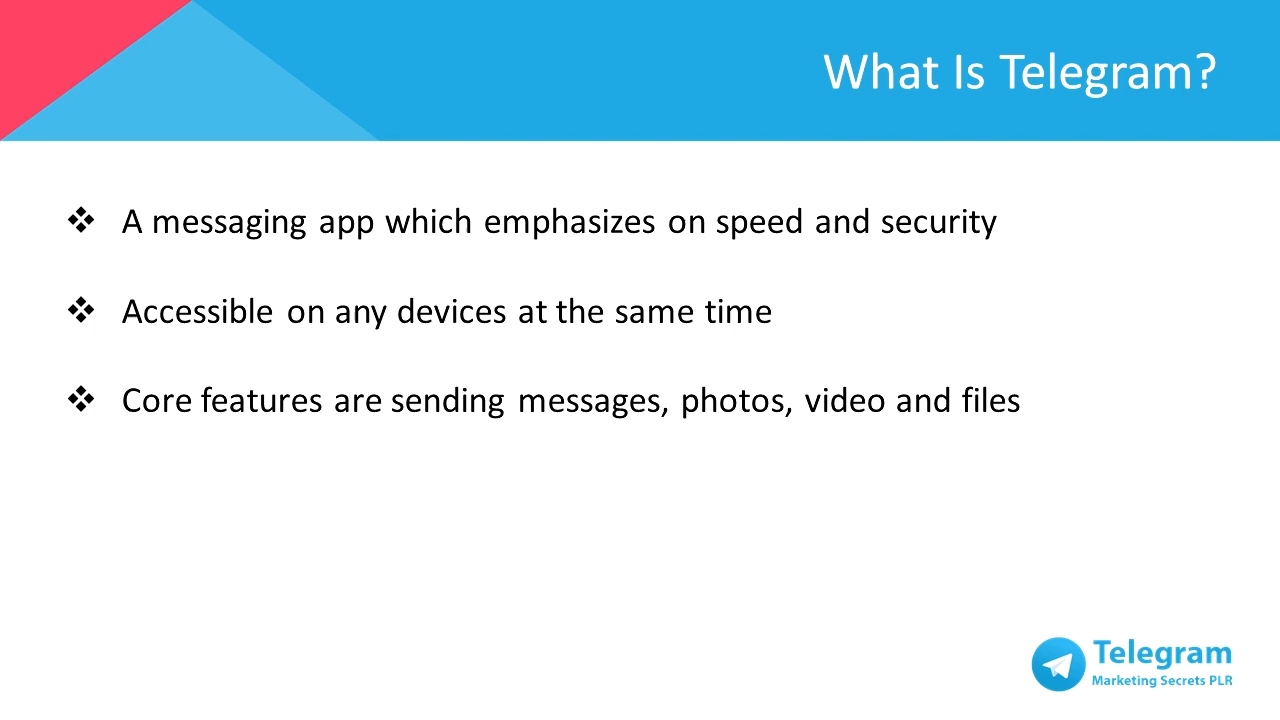 What Is Telegram?
❖ A messaging app which emphasizes on speed and security
❖ Accessible on any devices at the same time
❖ Core features are sending messages, photos, video and files
Telegram
Marketing Secrets PLR